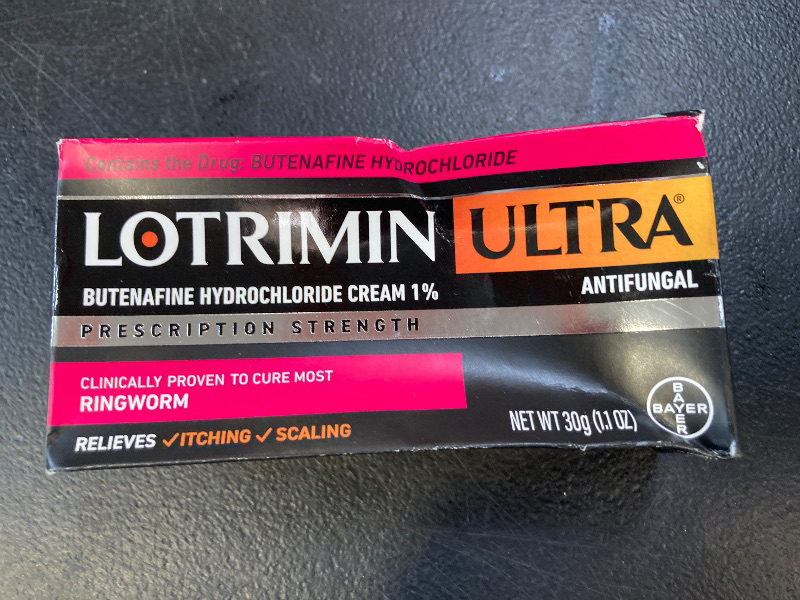 Contains the Drug: BUTENAFINE HYDROCHLORIDE
LOTRIMIN ULTRA®
BUTENAFINE HYDROCHLORIDE CREAM 1%
ANTIFUNGAL
PRESCRIPTION STRENGTH
CLINICALLY PROVEN TO CURE MOST
RINGWORM
RELIEVES ✓ITCHING ✓ SCALING
NET WT 30g (1.1 OZ)
BAYER
BAYER